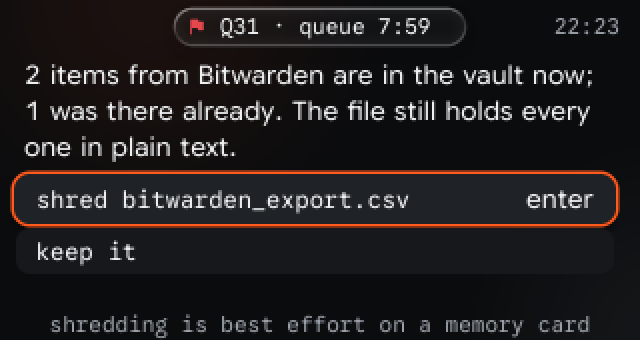 Q31 · queue 7:59
22:23
2 items from Bitwarden are in the vault now;
1 was there already. The file still holds every
one in plain text.
shred bitwarden_export.csv enter
keep it
shredding is best effort on a memory card